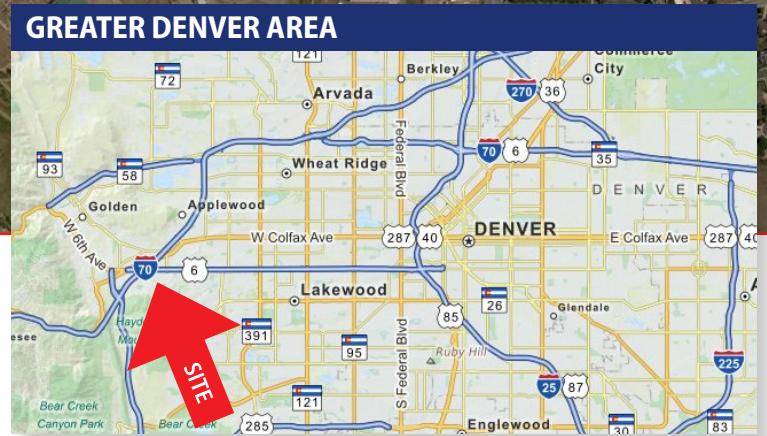 GREATER DENVER AREA
121
Commerce
City
72
Berkley
Arvada
270
36
Federal Blvd
70
6
35
93
58
Wheat Ridge
DENVER
Golden
Applewood
W 6th Ave
W Colfax Ave
287
40
DENVER
E Colfax Ave
287
40
70
6
Lakewood
26
Glendale
85
391
95
S Federal Blvd
Ruby Hill
225
SITE
25
87
Bear Creek
Canyon Park
121
285
Englewood
30
83